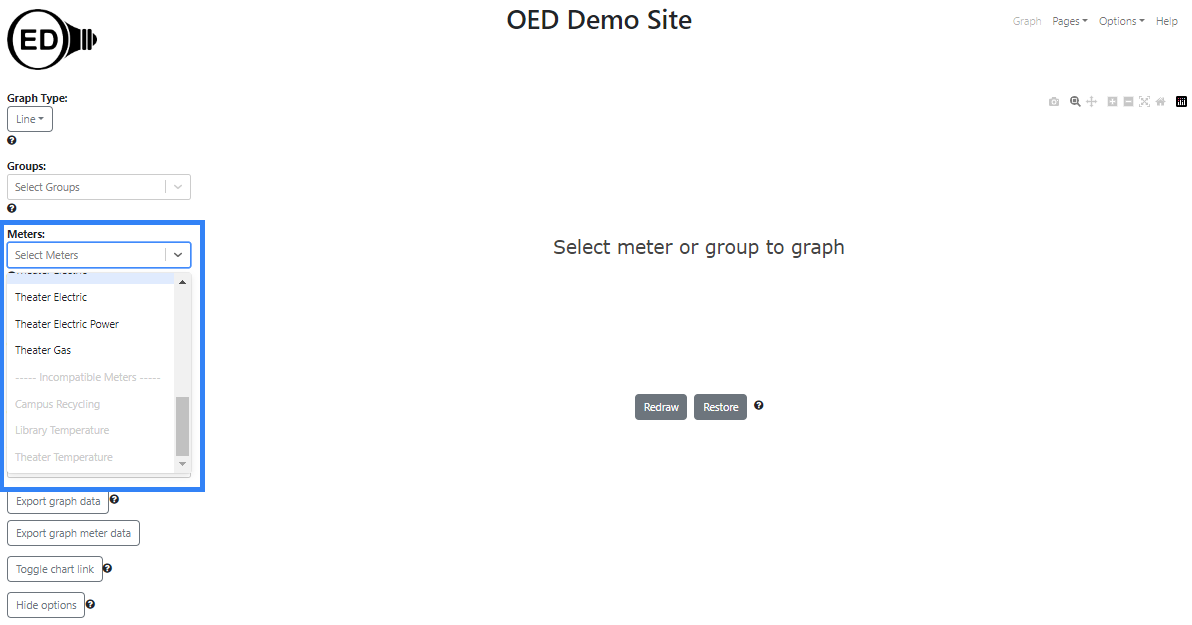 ED
OED Demo Site
Graph Pages Options Help
Graph Type:
Line
Groups:
Select Groups
Meters:
Select Meters
Theater Electric
Theater Electric Power
Theater Gas
----- Incompatible Meters -----
Campus Recycling
Library Temperature
Theater Temperature
Export graph data
Export graph meter data
Toggle chart link
Hide options
Select meter or group to graph
Redraw Restore